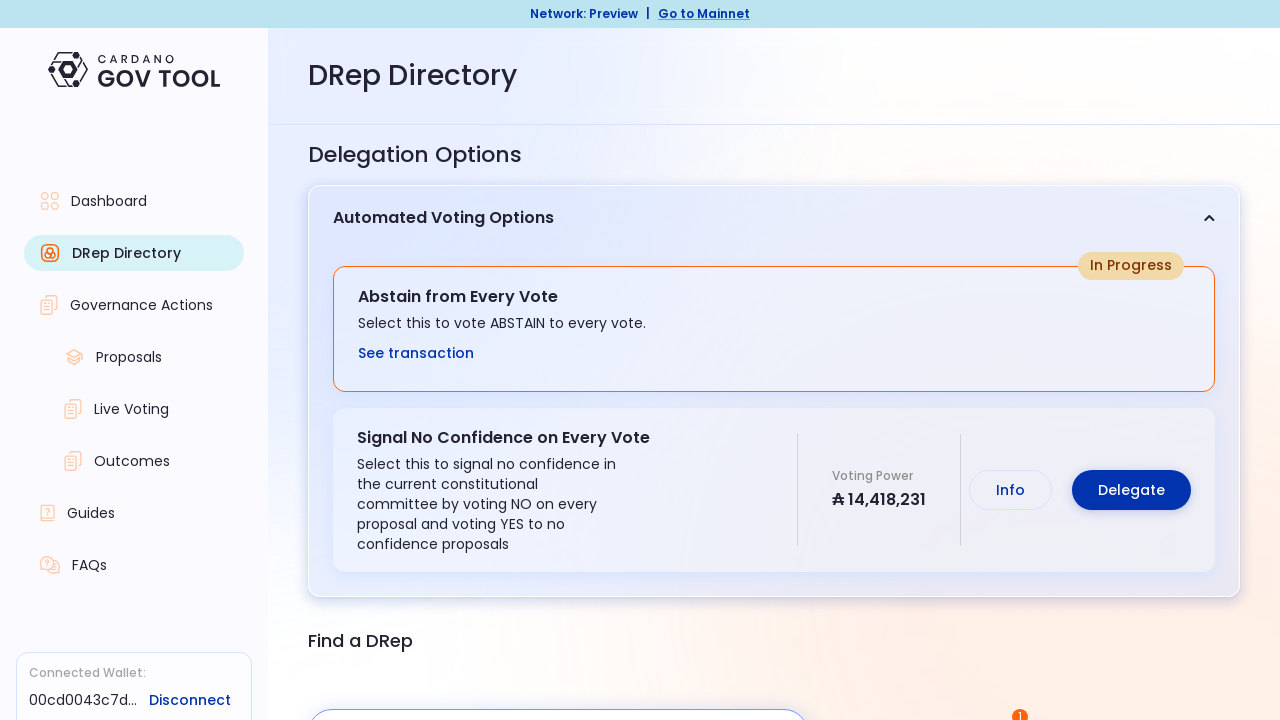 Network: Preview | Go to Mainnet
CARDANO
GOV TOOL
Dashboard
DRep Directory
Governance Actions
Proposals
Live Voting
Outcomes
Guides
FAQs
Connected Wallet:
00cd0043c7d... Disconnect
DRep Directory
Delegation Options
Automated Voting Options
In Progress
Abstain from Every Vote
Select this to vote ABSTAIN to every vote.
See transaction
Signal No Confidence on Every Vote
Select this to signal no confidence in
the current constitutional
committee by voting NO on every
proposal and voting YES to no
confidence proposals
Voting Power
₳ 14,418,231
Info
Delegate
Find a DRep
1